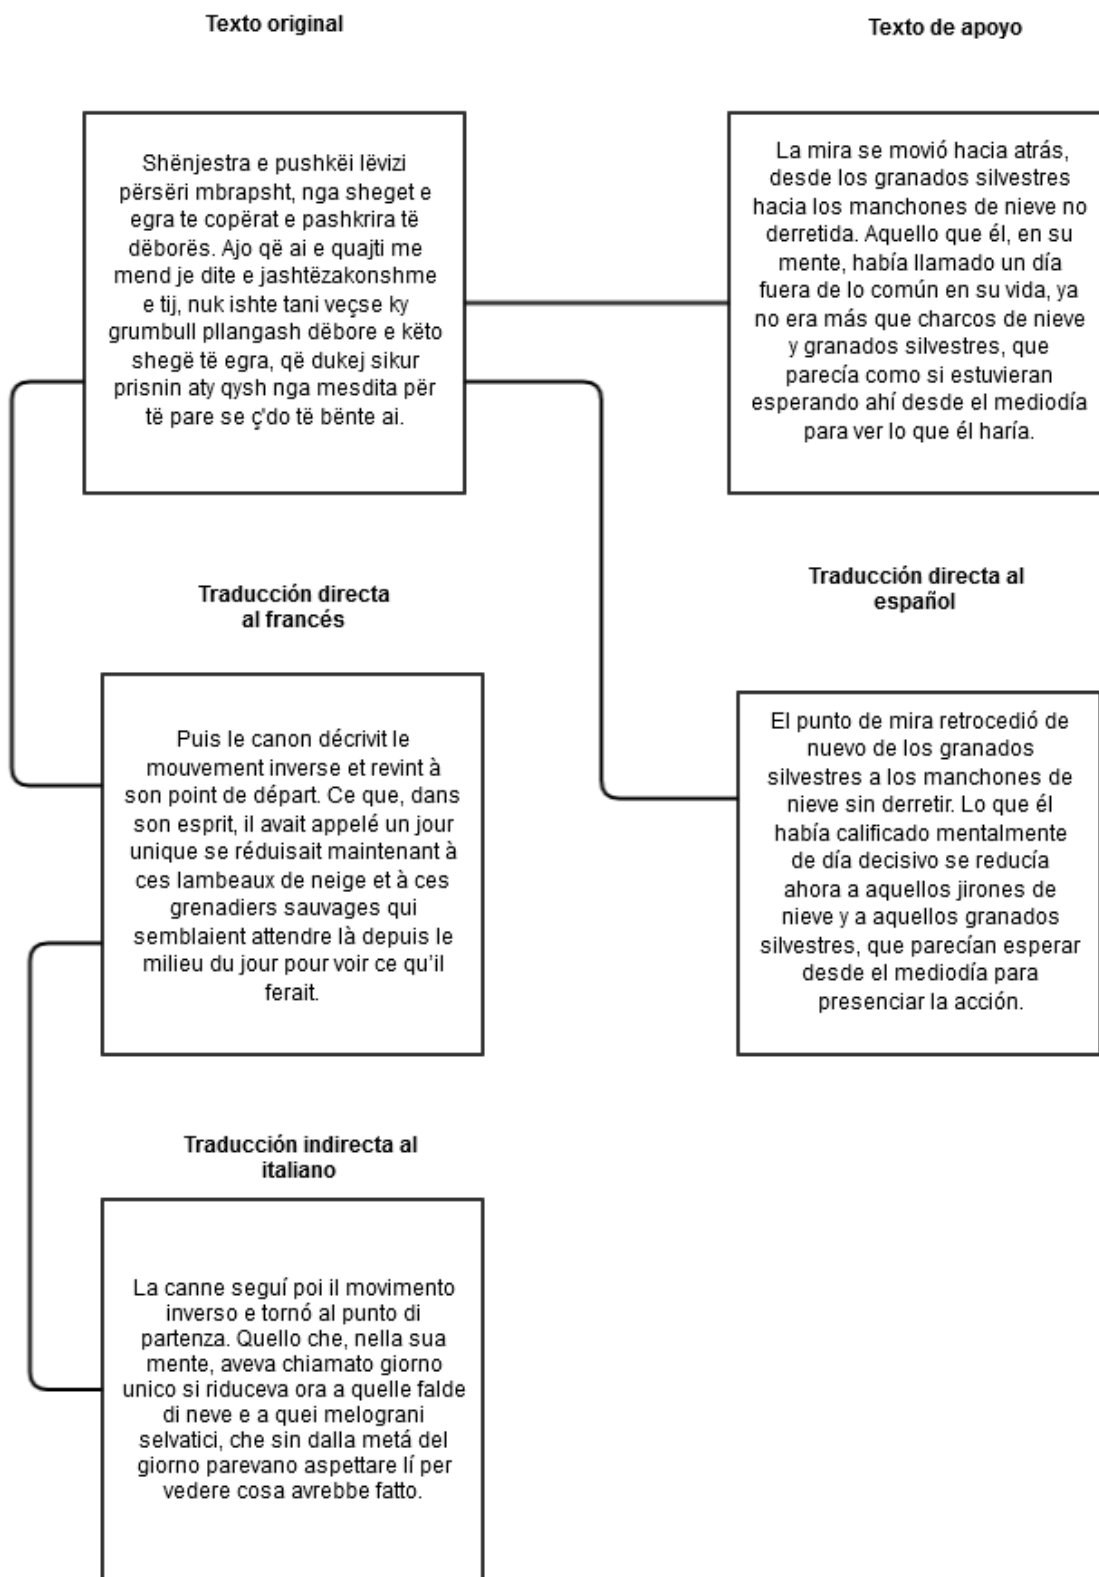 Texto original
Texto de apoyo
Shënjestra e pushkëi lëvizi
përsëri mbrapsht, nga sheget e
egra te copërat e pashkrira të
dëborës. Ajo që ai e quajti me
mend je dite e jashtëzakonshme
e tij, nuk ishte tani veçse ky
grumbull pllangash dëbore e këto
shegë të egra, që dukej sikur
prisnin aty qysh nga mesdita për
të pare se ç'do të bënte ai.
La mira se movió hacia atrás,
desde los granados silvestres
hacia los manchones de nieve no
derretida. Aquello que él, en su
mente, había llamado un día
fuera de lo común en su vida, ya
no era más que charcos de nieve
y granados silvestres, que
parecía como si estuvieran
esperando ahí desde el mediodía
para ver lo que él haría.
Traducción directa
al francés
Traducción directa al
español
Puis le canon décrivit le
mouvement inverse et revint à
son point de départ. Ce que, dans
son esprit, il avait appelé un jour
unique se réduisait maintenant à
ces lambeaux de neige et à ces
grenadiers sauvages qui
semblaient attendre là depuis le
milieu du jour pour voir ce qu'il
ferait.
El punto de mira retrocedió de
nuevo de los granados
silvestres a los manchones de
nieve sin derretir. Lo que él
había calificado mentalmente
de día decisivo se reducía
ahora a aquellos jirones de
nieve y a aquellos granados
silvestres, que parecían esperar
desde el mediodía para
presenciar la acción.
Traducción indirecta al
italiano
La canne seguí poi il movimento
inverso e tornó al punto di
partenza. Quello che, nella sua
mente, aveva chiamato giorno
unico si riduceva ora a quelle falde
di neve e a quei melograni
selvatici, che sin dalla metá del
giorno parevano aspettare lí per
vedere cosa avrebbe fatto.